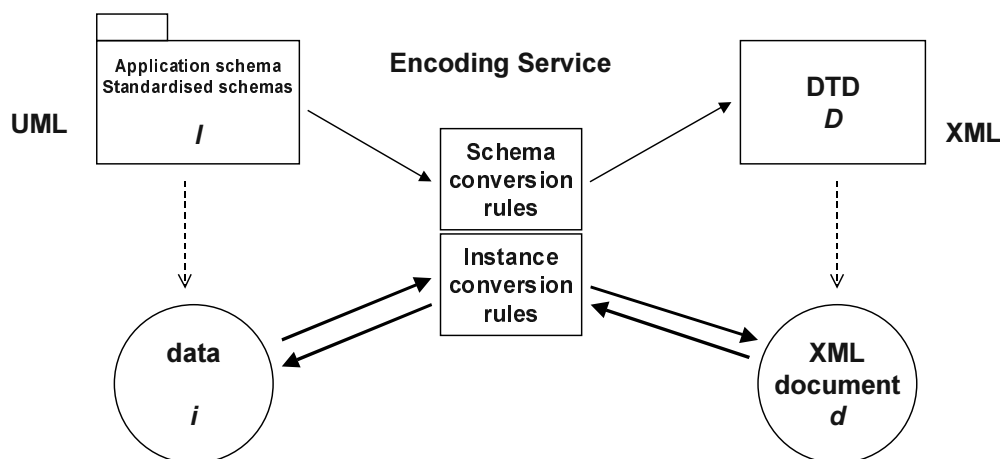 Application schema
Standardised schemas
I
UML
Encoding Service
DTD
D
XML
Schema
conversion
rules
Instance
conversion
rules
data
i
XML
document
d